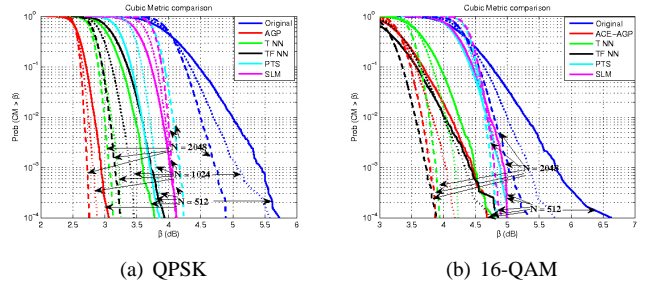 Cubic Metric comparison
10⁰
10⁻¹
10⁻²
10⁻³
10⁻⁴
Prob (CM > β)
Original
AGP
T NN
TF NN
PTS
SLM
N = 2048
N = 1024
N = 512
2 2.5 3 3.5 4 4.5 5 5.5 6
β (dB)
(a) QPSK
Cubic Metric comparison
10⁰
10⁻¹
10⁻²
10⁻³
10⁻⁴
Prob (CM > β)
Original
ACE-AGP
T NN
TF NN
PTS
SLM
N = 2048
N = 512
3 3.5 4 4.5 5 5.5 6 6.5 7
β (dB)
(b) 16-QAM